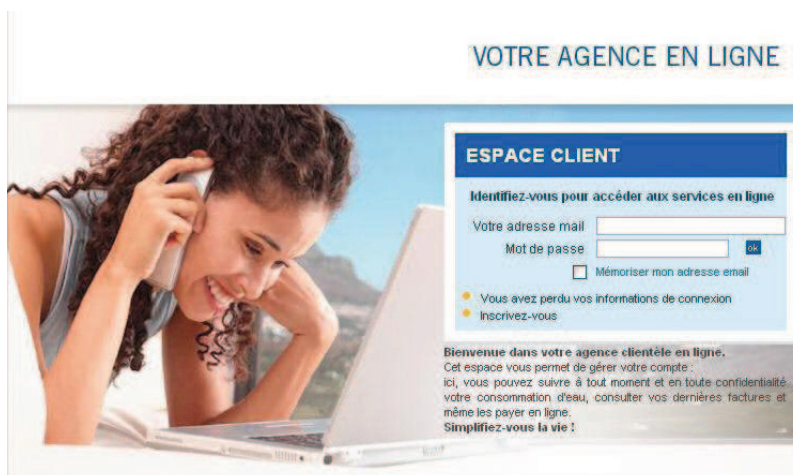 VOTRE AGENCE EN LIGNE
ESPACE CLIENT
Identifiez-vous pour accéder aux services en ligne
Votre adresse mail
Mot de passe
ok
Mémoriser mon adresse email
Vous avez perdu vos informations de connexion
Inscrivez-vous
Bienvenue dans votre agence clientèle en ligne.
Cet espace vous permet de gérer votre compte :
ici, vous pouvez suivre à tout moment et en toute confidentialité
votre consommation d'eau, consulter vos dernières factures et
même les payer en ligne.
Simplifiez-vous la vie !